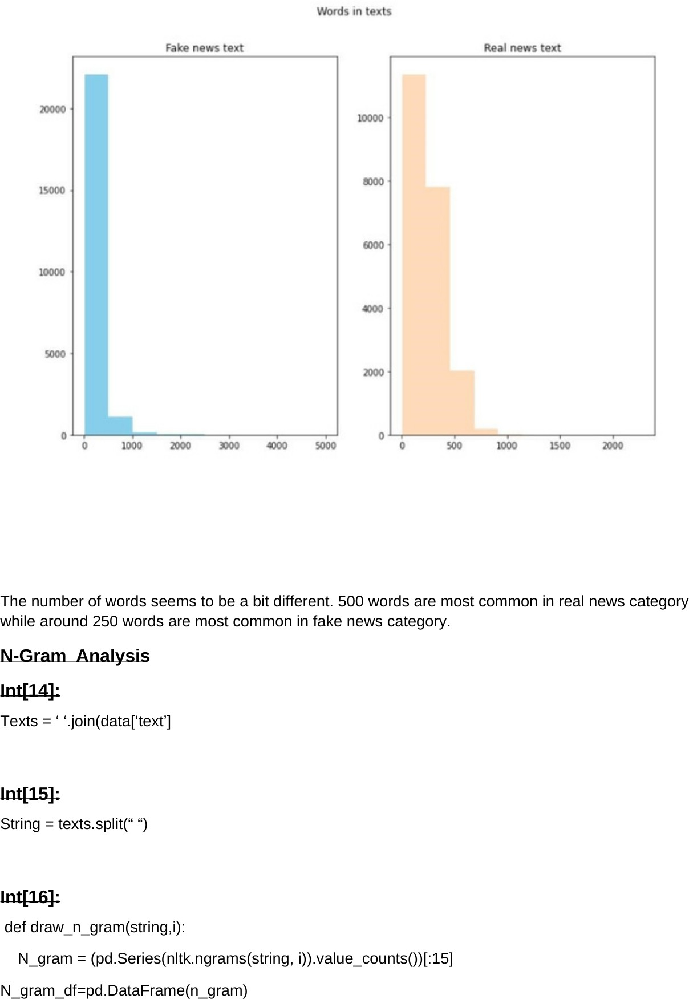 Words in texts
Fake news text
Real news text
20000
15000
10000
5000
0
0 1000 2000 3000 4000 5000
10000
8000
6000
4000
2000
0
0 500 1000 1500 2000
The number of words seems to be a bit different. 500 words are most common in real news category
while around 250 words are most common in fake news category.
N-Gram Analysis
Int[14]:
Texts = ‘ ‘.join(data[‘text’]
Int[15]:
String = texts.split(“ “)
Int[16]:
def draw_n_gram(string,i):
N_gram = (pd.Series(nltk.ngrams(string, i)).value_counts())[:15]
N_gram_df=pd.DataFrame(n_gram)